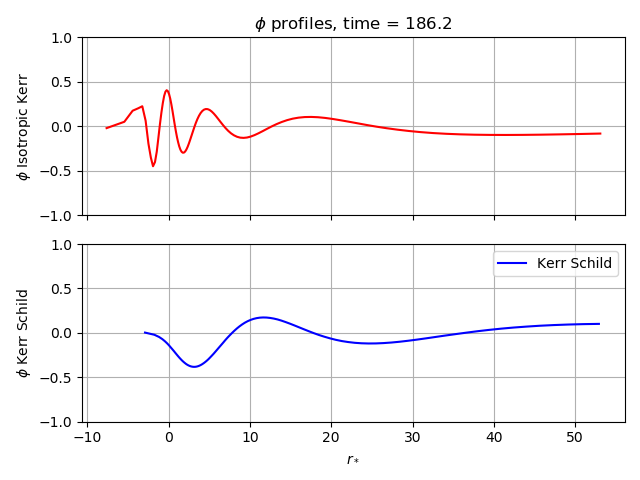 ϕ profiles, time = 186.2
1.0
0.5
0.0
−0.5
−1.0
ϕ Isotropic Kerr
1.0
0.5
0.0
−0.5
−1.0
ϕ Kerr Schild
Kerr Schild
−10 0 10 20 30 40 50
r*